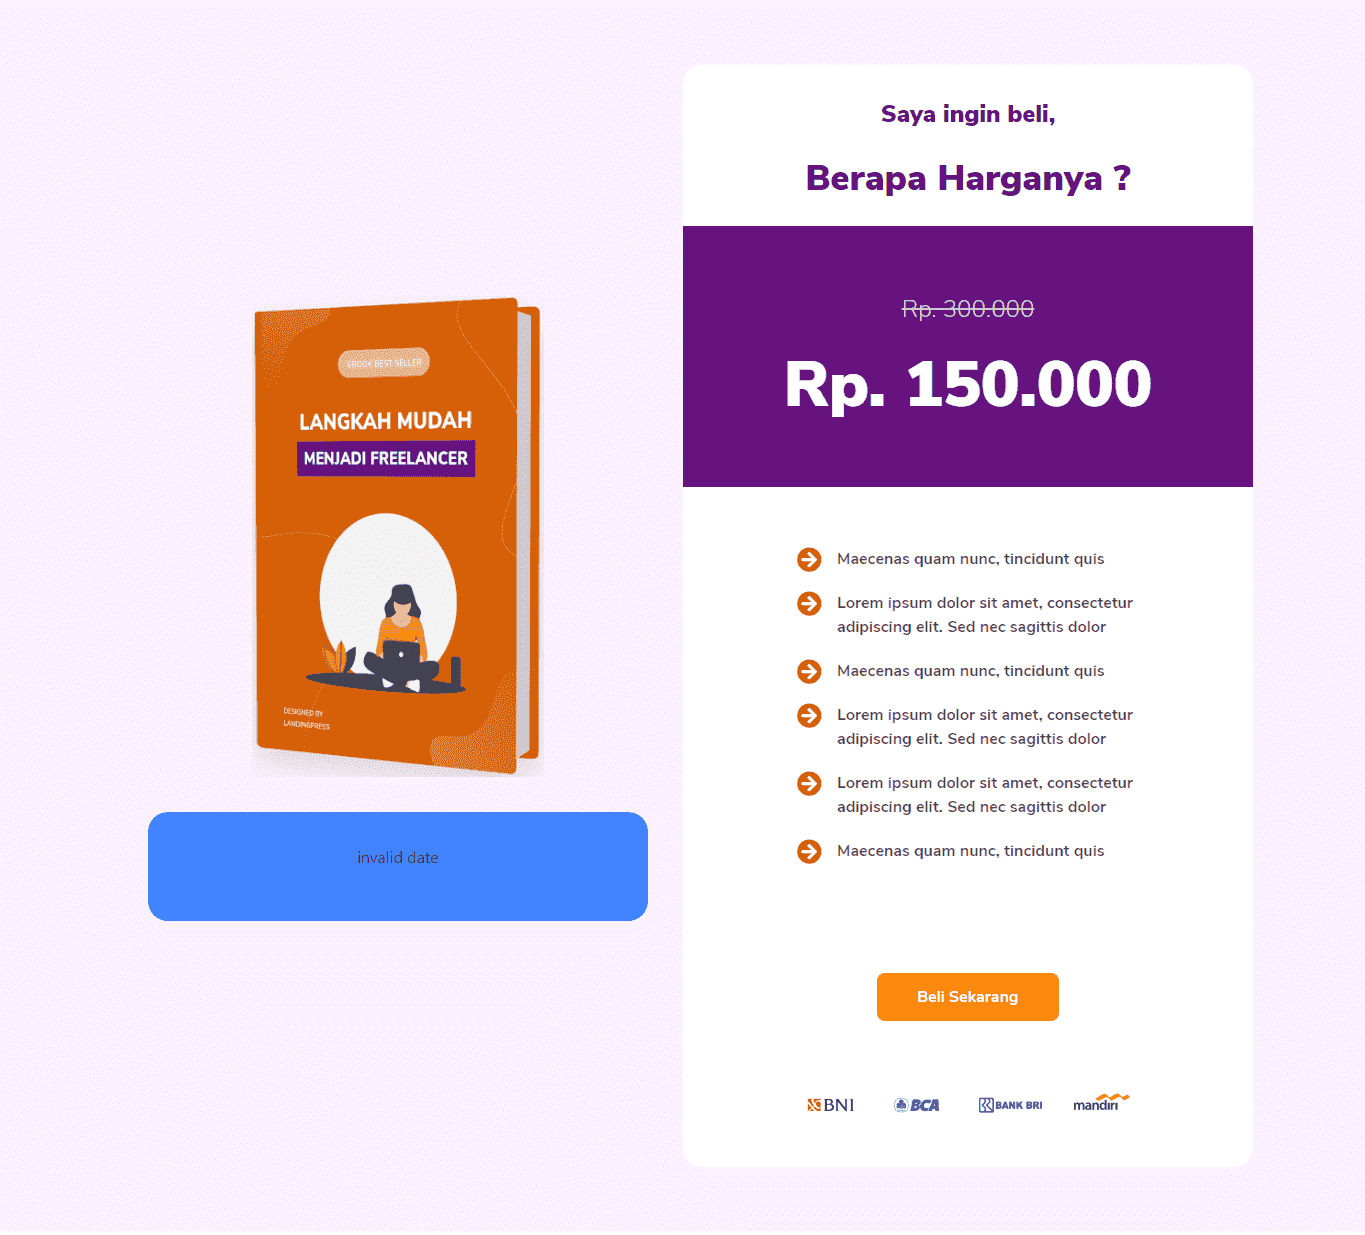 EBOOK BEST SELLER
LANGKAH MUDAH
MENJADI FREELANCER
DESIGNED BY
LANDINGPRESS
invalid date
Saya ingin beli,
Berapa Harganya ?
Rp. 300.000
Rp. 150.000
Maecenas quam nunc, tincidunt quis
Lorem ipsum dolor sit amet, consectetur
adipiscing elit. Sed nec sagittis dolor
Maecenas quam nunc, tincidunt quis
Lorem ipsum dolor sit amet, consectetur
adipiscing elit. Sed nec sagittis dolor
Lorem ipsum dolor sit amet, consectetur
adipiscing elit. Sed nec sagittis dolor
Maecenas quam nunc, tincidunt quis
Beli Sekarang
BNI BCA BANK BRI mandiri